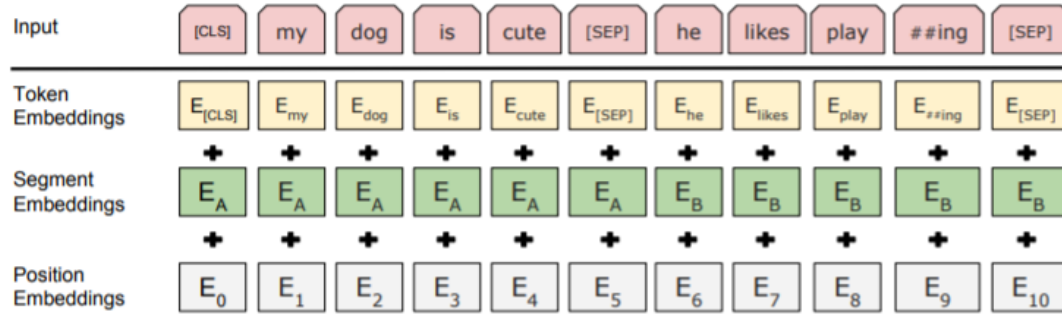 Input [CLS] my dog is cute [SEP] he likes play ##ing [SEP]
Token
Embeddings E[CLS] Emy Edog Eis Ecute E[SEP] Ehe Elikes Eplay E##ing E[SEP]
+ + + + + + + + + + +
Segment
Embeddings EA EA EA EA EA EA EB EB EB EB EB
+ + + + + + + + + + +
Position
Embeddings E0 E1 E2 E3 E4 E5 E6 E7 E8 E9 E10